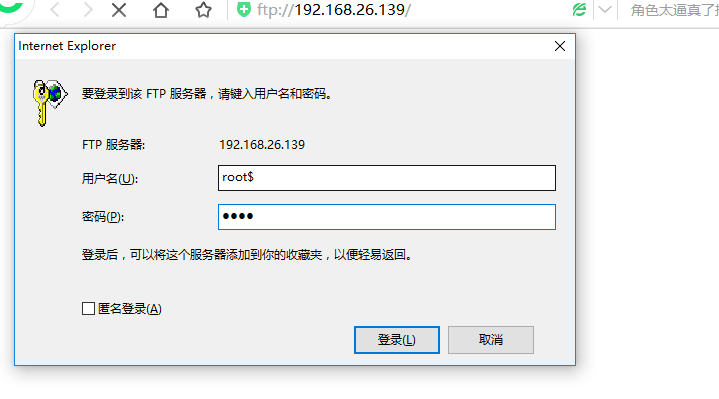 ftp://192.168.26.139/
角色太逼真了
Internet Explorer
要登录到该 FTP 服务器，请键入用户名和密码。
FTP 服务器: 192.168.26.139
用户名(U): root$
密码(P): ●●●●
登录后，可以将这个服务器添加到你的收藏夹，以便轻易返回。
匿名登录(A)
登录(L) 取消